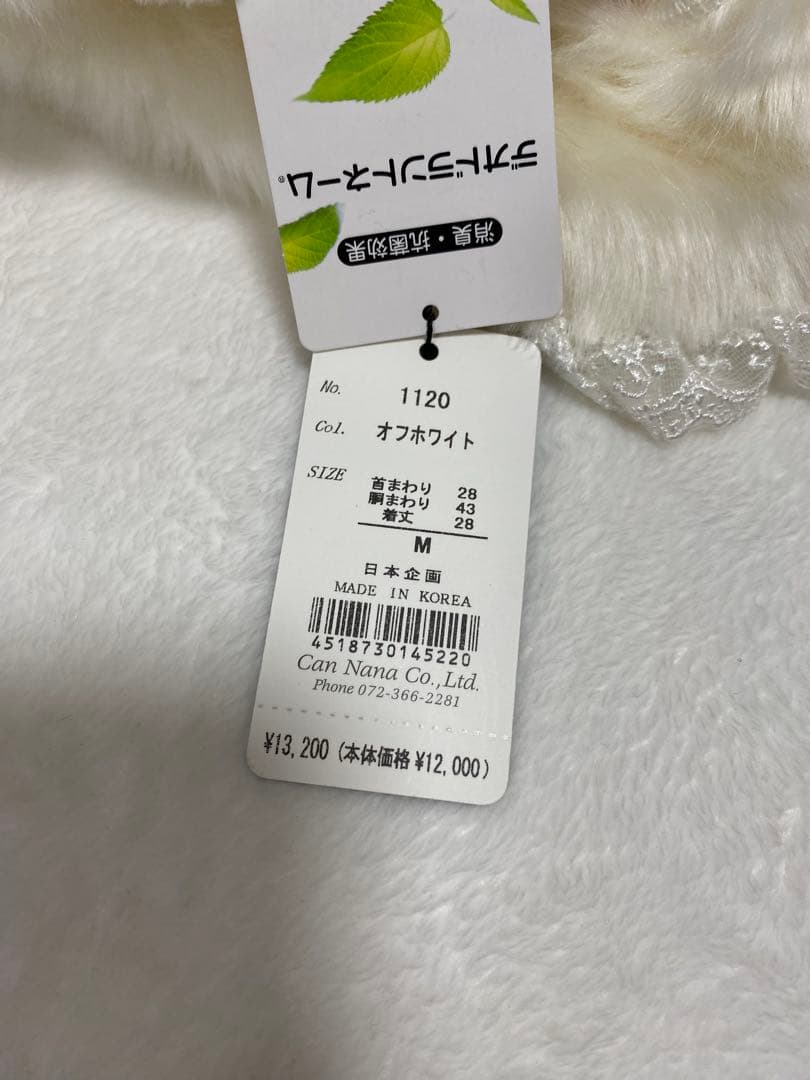 デオドラントネーム®
消臭・抗菌効果
No. 1120
Col. オフホワイト
SIZE 首まわり 28
胴まわり 43
着丈 28
M
日本企画
MADE IN KOREA
4518730145220
Can Nana Co.,Ltd.
Phone 072-366-2281
¥13,200 (本体価格 ¥12,000)